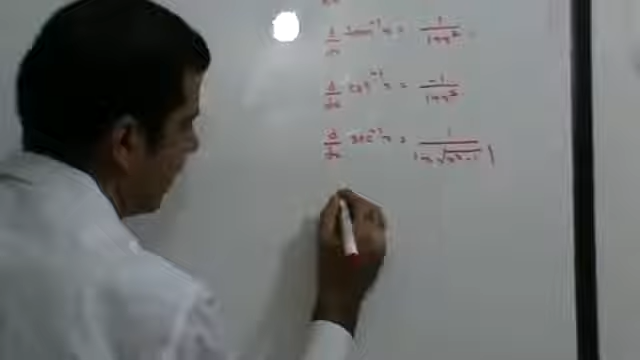 d/dx tan⁻¹x = 1/1+x²
d/dx cot⁻¹x = -1/1+x²
d/dx sec⁻¹x = 1/|x√x²-1|